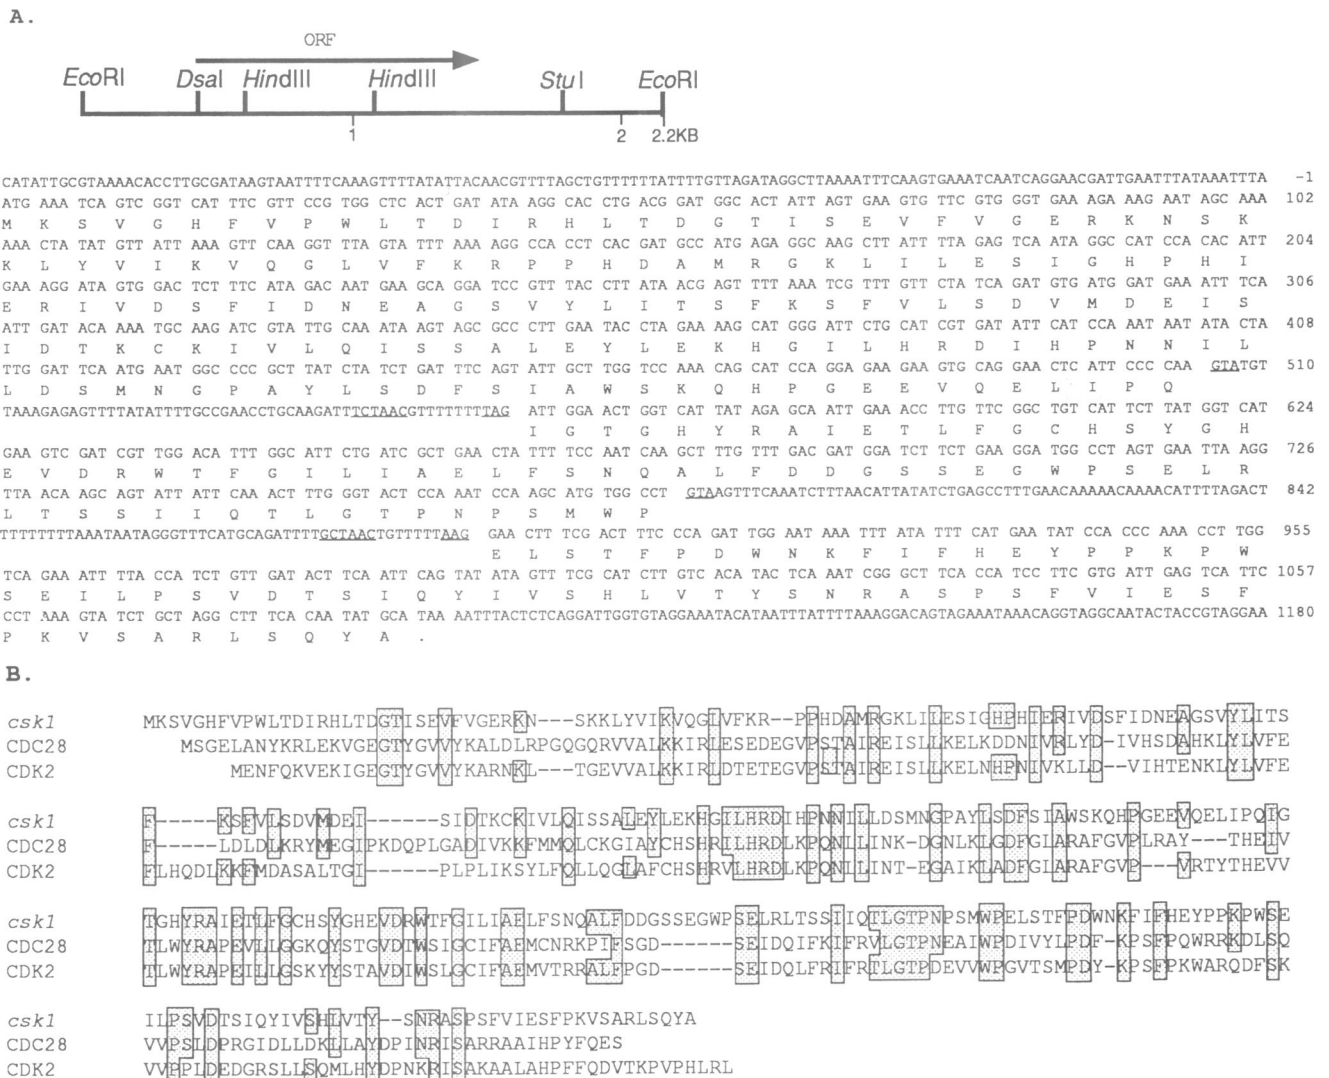 A.
ORF
EcoRI DsaI HindIII HindIII StuI EcoRI
1 2 2.2KB
CATATTGCGTAAAACACCTTGCGATAAGTAATTTTCAAAGTTTTATATTACAACGTTTTAGCTGTTTTTTATTTTGTTAGATAGGCTTAAAATTTCAAGTGAAATCAATCAGGAACGATTGAATTTATAAATTTA -1
ATG AAA TCA GTC GGT CAT TTC GTT CCG TGG CTC ACT GAT ATA AGG CAC CTG ACG GAT GGC ACT ATT AGT GAA GTG TTC GTG GGT GAA AGA AAG AAT AGC AAA 102
M K S V G H F V P W L T D I R H L T D G T I S E V F V G E R K N S K
AAA CTA TAT GTT ATT AAA GTT CAA GGT TTA GTA TTT AAA AGG CCA CCT CAC GAT GCC ATG AGA GGC AAG CTT ATT TTA GAG TCA ATA GGC CAT CCA CAC ATT 204
K L Y V I K V Q G L V F K R P P H D A M R G K L I L E S I G H P H I
GAA AGG ATA GTG GAC TCT TTC ATA GAC AAT GAA GCA GGA TCC GTT TAC CTT ATA ACG AGT TTT AAA TCG TTT GTT CTA TCA GAT GTG ATG GAT GAA ATT TCA 306
E R I V D S F I D N E A G S V Y L I T S F K S F V L S D V M D E I S
ATT GAT ACA AAA TGC AAG ATC GTA TTG CAA ATA AGT AGC GCC CTT GAA TAC CTA GAA AAG CAT GGG ATT CTG CAT CGT GAT ATT CAT CCA AAT AAT ATA CTA 408
I D T K C K I V L Q I S S A L E Y L E K H G I L H R D I H P N N I L
TTG GAT TCA ATG AAT GGC CCC GCT TAT CTA TCT GAT TTC AGT ATT GCT TGG TCC AAA CAG CAT CCA GGA GAA GAA GTG CAG GAA CTC ATT CCC CAA GTATGT 510
L D S M N G P A Y L S D F S I A W S K Q H P G E E V Q E L I P Q
TAAAGAGAGTTTTATATTTTGCCGAACCTGCAAGATTTCTAACGTTTTTTTTAG ATT GGA ACT GGT CAT TAT AGA GCA ATT GAA ACC TTG TTC GGC TGT CAT TCT TAT GGT CAT 624
I G T G H Y R A I E T L F G C H S Y G H
GAA GTC GAT CGT TGG ACA TTT GGC ATT CTG ATC GCT GAA CTA TTT TCC AAT CAA GCT TTG TTT GAC GAT GGA TCT TCT GAA GGA TGG CCT AGT GAA TTA AGG 726
E V D R W T F G I L I A E L F S N Q A L F D D G S S E G W P S E L R
TTA ACA AGC AGT ATT ATT CAA ACT TTG GGT ACT CCA AAT CCA AGC ATG TGG CCT GTAAGTTTCAAATCTTTAACATTATATCTGAGCCTTTGAACAAAAACAAAACATTTTAGACT 842
L T S S I I Q T L G T P N P S M W P
TTTTTTTTAAATAATAGGGTTTCATGCAGATTTTGCTAACTGTTTTTAAG GAA CTT TCG ACT TTC CCA GAT TGG AAT AAA TTT ATA TTT CAT GAA TAT CCA CCC AAA CCT TGG 955
E L S T F P D W N K F I F H E Y P P K P W
TCA GAA ATT TTA CCA TCT GTT GAT ACT TCA ATT CAG TAT ATA GTT TCG CAT CTT GTC ACA TAC TCA AAT CGG GCT TCA CCA TCC TTC GTG ATT GAG TCA TTC 1057
S E I L P S V D T S I Q Y I V S H L V T Y S N R A S P S F V I E S F
CCT AAA GTA TCT GCT AGG CTT TCA CAA TAT GCA TAA AATTTACTCTCAGGATTGGTGTAGGAAATACATAATTTATTTTAAAGGACAGTAGAAATAAACAGGTAGGCAATACTACCGTAGGAA 1180
P K V S A R L S Q Y A .
B.
csk1 MKSVGHFVPWLTDIRHLTDGTISEVFVGERKN---SKKLYVIKVQGLVFKR--PPHDAMRGKLILESIGHPHIERIVDSFIDNEAGSVYLITS
CDC28 MSGELANYKRLEKVGEGTYGVVYKALDLRPGQGQRVVALKKIRLESEDEGVPSTAIREISLLKELKDDNIVRLYD-IVHSDAHKLYLVFE
CDK2 MENFQKVEKIGEGTYGVVYKARNKL---TGEVVALKKIRLDTETEGVPSTAIREISLLKELNHPNIVKLLD--VIHTENKLYLVFE
csk1 F------KSFVLSDVMDEI------SIDTKCKIVLQISSALEYLEKHGILHRDIHPNNILLDSMNGPAYLSDFSIAWSKQHPGEEVQELIPQIG
CDC28 F------LDLDLKRYMEGIPKDQPLGADIVKKFMMQLCKGIAYCHSHRILHRDLKPQNLLINK-DGNLKLGDFGLARAFGVPLRAY---THEIV
CDK2 FLHQDLKKFMDASALTGI------PLPLIKSYLFQLLQGLAFCHSHRVLHRDLKPQNLLINT-EGAIKLADFGLARAFGVP---VRTYTHEVV
csk1 TGHYRAIETLFGCHSYGHEVDRWTFGILIAELFSNQALFDDGSSEGWPSELRLTSSIIQTLGTPNPSMWPELSTFPDWNKFIFHEYPPKPWSE
CDC28 TLWYRAPEVLLGGKQYSTGVDTWSIGCIFAEMCNRKPIFSGD------SEIDQIFKIFRVLGTPNEAIWPDIVYLPDF-KPSFPQWRRKDLSQ
CDK2 TLWYRAPEILLGSKYYSTAVDIWSLGCIFAEMVTRRALFPGD------SEIDQLFRIFRTLGTPDEVVWPGVTSMPDY-KPSFPKWARQDFSK
csk1 ILPSVDTSIQYIVSHLVTY--SNRASPSFVIESFPKVSARLSQYA
CDC28 VVPSLDPRGIDLLDKLLAYDPINRISARRAAIHPYFQES
CDK2 VVPPLDEDGRSLLSQMLHYDPNKRISAKAALAHPFFQDVTKPVPHLRL